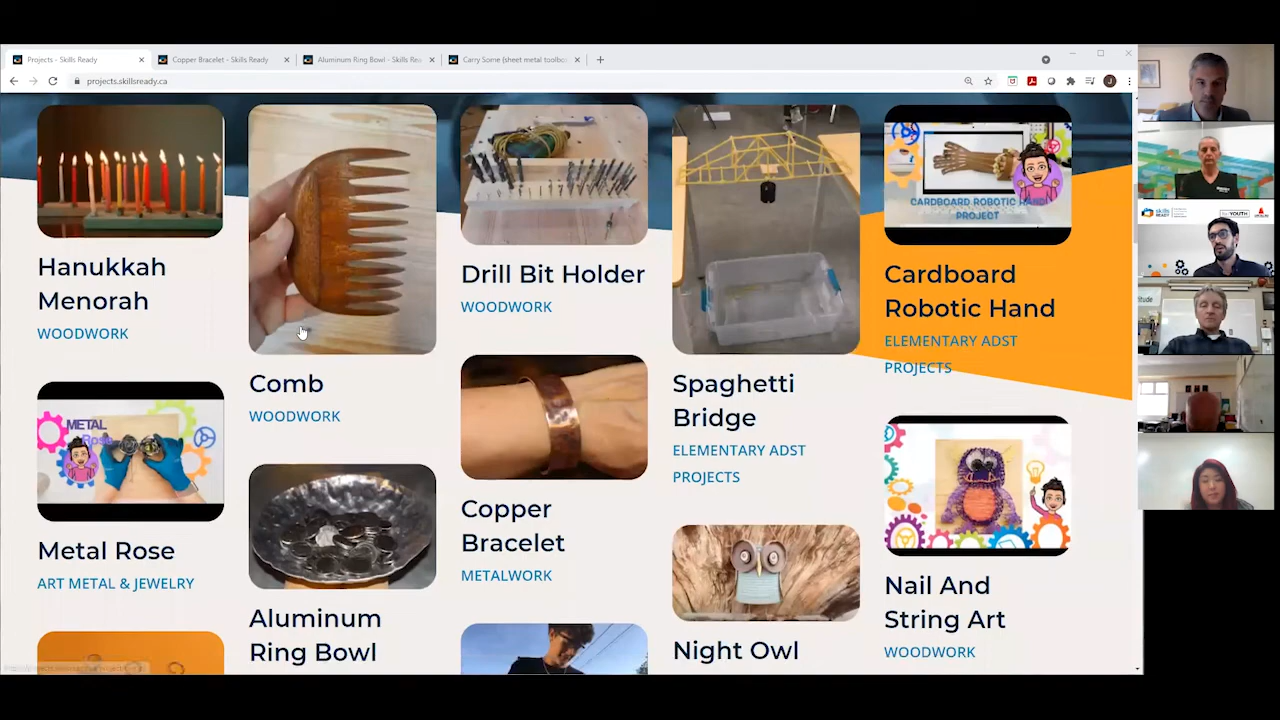 Projects - Skills Ready
Copper Bracelet - Skills Ready
Aluminum Ring Bowl - Skills Rea
Carry Some (sheet metal toolbo
projects.skillsready.ca
J
CARDBOARD ROBOTIC HAND
PROJECT
Hanukkah
Menorah
WOODWORK
Drill Bit Holder
WOODWORK
Cardboard
Robotic Hand
ELEMENTARY ADST
PROJECTS
Comb
WOODWORK
Spaghetti
Bridge
ELEMENTARY ADST
PROJECTS
METAL
Rose
Metal Rose
ART METAL & JEWELRY
Copper
Bracelet
METALWORK
Aluminum
Ring Bowl
Night Owl
Nail And
String Art
WOODWORK